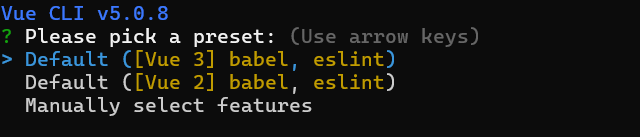 Vue CLI v5.0.8
? Please pick a preset: (Use arrow keys)
> Default ([Vue 3] babel, eslint)
Default ([Vue 2] babel, eslint)
Manually select features